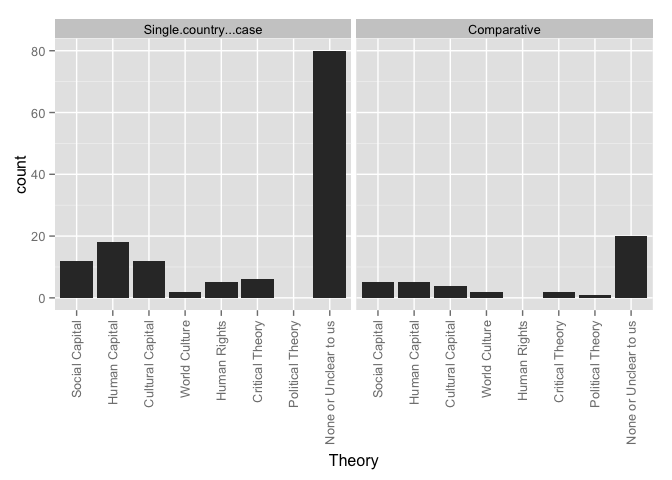 Single.country...case
Comparative
80
60
40
20
0
count
Social Capital
Human Capital
Cultural Capital
World Culture
Human Rights
Critical Theory
Political Theory
None or Unclear to us
Social Capital
Human Capital
Cultural Capital
World Culture
Human Rights
Critical Theory
Political Theory
None or Unclear to us
Theory